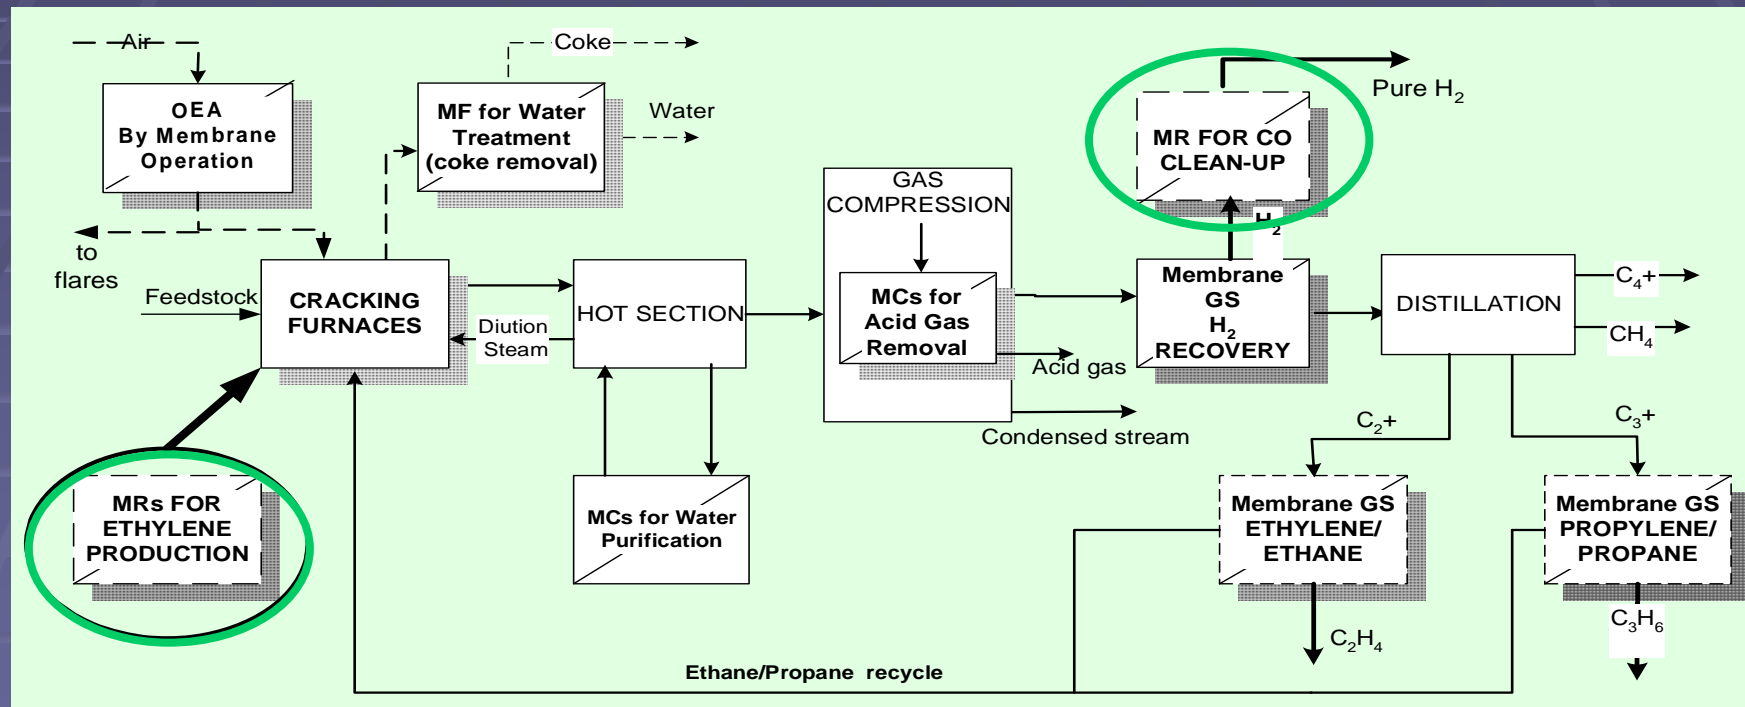 Air
Coke
OEA
By Membrane
Operation
MF for Water
Treatment
(coke removal)
Water
Pure H₂
MR FOR CO
CLEAN-UP
to
flares
GAS
COMPRESSION
H₂
Feedstock
CRACKING
FURNACES
Diution
Steam
HOT SECTION
MCs for
Acid Gas
Removal
Acid gas
Condensed stream
Membrane
GS
H₂
RECOVERY
DISTILLATION
C₄+
CH₄
C₂+
C₃+
MRs FOR
ETHYLENE
PRODUCTION
MCs for Water
Purification
Membrane GS
ETHYLENE/
ETHANE
Membrane GS
PROPYLENE/
PROPANE
C₂H₄
C₃H₆
Ethane/Propane recycle